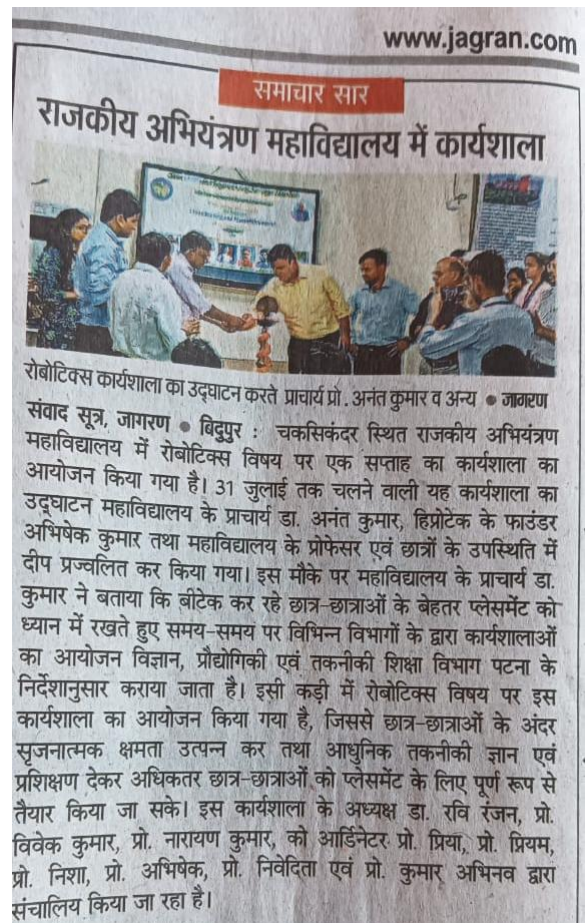 www.jagran.com
समाचार सार
राजकीय अभियंत्रण महाविद्यालय में कार्यशाला
रोबोटिक्स कार्यशाला का उद्घाटन करते प्राचार्य प्रो. अनंत कुमार व अन्य ● जागरण
संवाद सूत्र, जागरण ● बिदुपुर : चकसिकंदर स्थित राजकीय अभियंत्रण
महाविद्यालय में रोबोटिक्स विषय पर एक सप्ताह का कार्यशाला का
आयोजन किया गया है। 31 जुलाई तक चलने वाली यह कार्यशाला का
उद्घाटन महाविद्यालय के प्राचार्य डा. अनंत कुमार, हिप्रोटेक के फाउंडर
अभिषेक कुमार तथा महाविद्यालय के प्रोफेसर एवं छात्रों के उपस्थिति में
दीप प्रज्वलित कर किया गया। इस मौके पर महाविद्यालय के प्राचार्य डा.
कुमार ने बताया कि बीटेक कर रहे छात्र-छात्राओं के बेहतर प्लेसमेंट को
ध्यान में रखते हुए समय-समय पर विभिन्न विभागों के द्वारा कार्यशालाओं
का आयोजन विज्ञान, प्रौद्योगिकी एवं तकनीकी शिक्षा विभाग पटना के
निर्देशानुसार कराया जाता है। इसी कड़ी में रोबोटिक्स विषय पर इस
कार्यशाला का आयोजन किया गया है, जिससे छात्र-छात्राओं के अंदर
सृजनात्मक क्षमता उत्पन्न कर तथा आधुनिक तकनीकी ज्ञान एवं
प्रशिक्षण देकर अधिकतर छात्र-छात्राओं को प्लेसमेंट के लिए पूर्ण रूप से
तैयार किया जा सके। इस कार्यशाला के अध्यक्ष डा. रवि रंजन, प्रो.
विवेक कुमार, प्रो. नारायण कुमार, को आर्डिनेटर प्रो. प्रिया, प्रो. प्रियम,
प्रो. निशा, प्रो. अभिषेक, प्रो. निवेदिता एवं प्रो. कुमार अभिनव द्वारा
संचालिय किया जा रहा है।